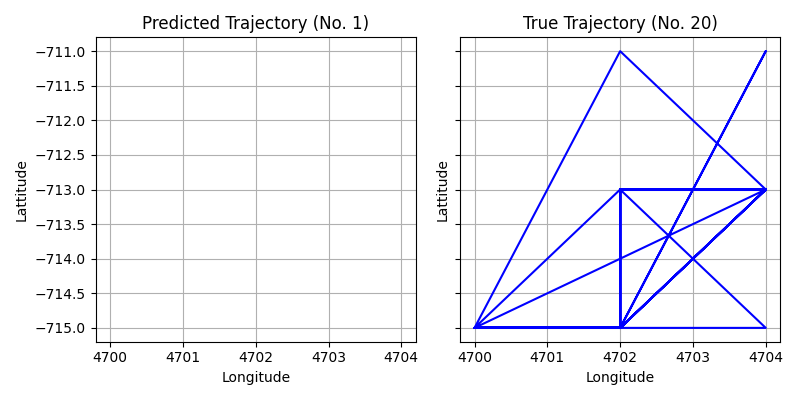 Predicted Trajectory (No. 1)
True Trajectory (No. 20)
Lattitude
−711.0
−711.5
−712.0
−712.5
−713.0
−713.5
−714.0
−714.5
−715.0
4700 4701 4702 4703 4704
Longitude
Lattitude
4700 4701 4702 4703 4704
Longitude